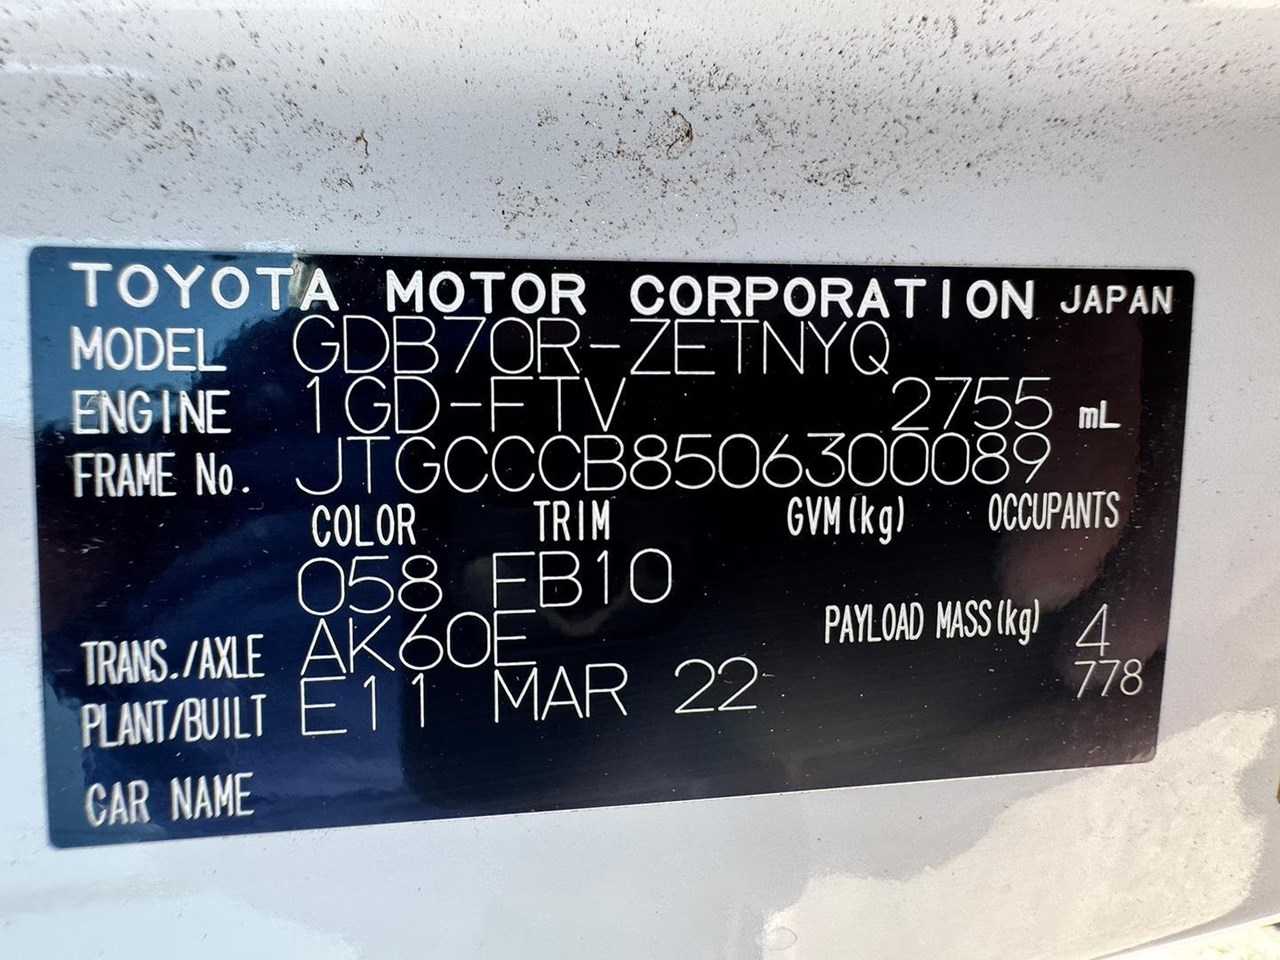 TOYOTA MOTOR CORPORATION JAPAN
MODEL GDB70R-ZETNYQ
ENGINE 1GD-FTV 2755 mL
FRAME No. JTGCCCB8506300089
COLOR TRIM GVM(kg) OCCUPANTS
058 EB10
TRANS./AXLE AK60E PAYLOAD MASS(kg) 4
PLANT/BUILT E11 MAR 22 778
CAR NAME